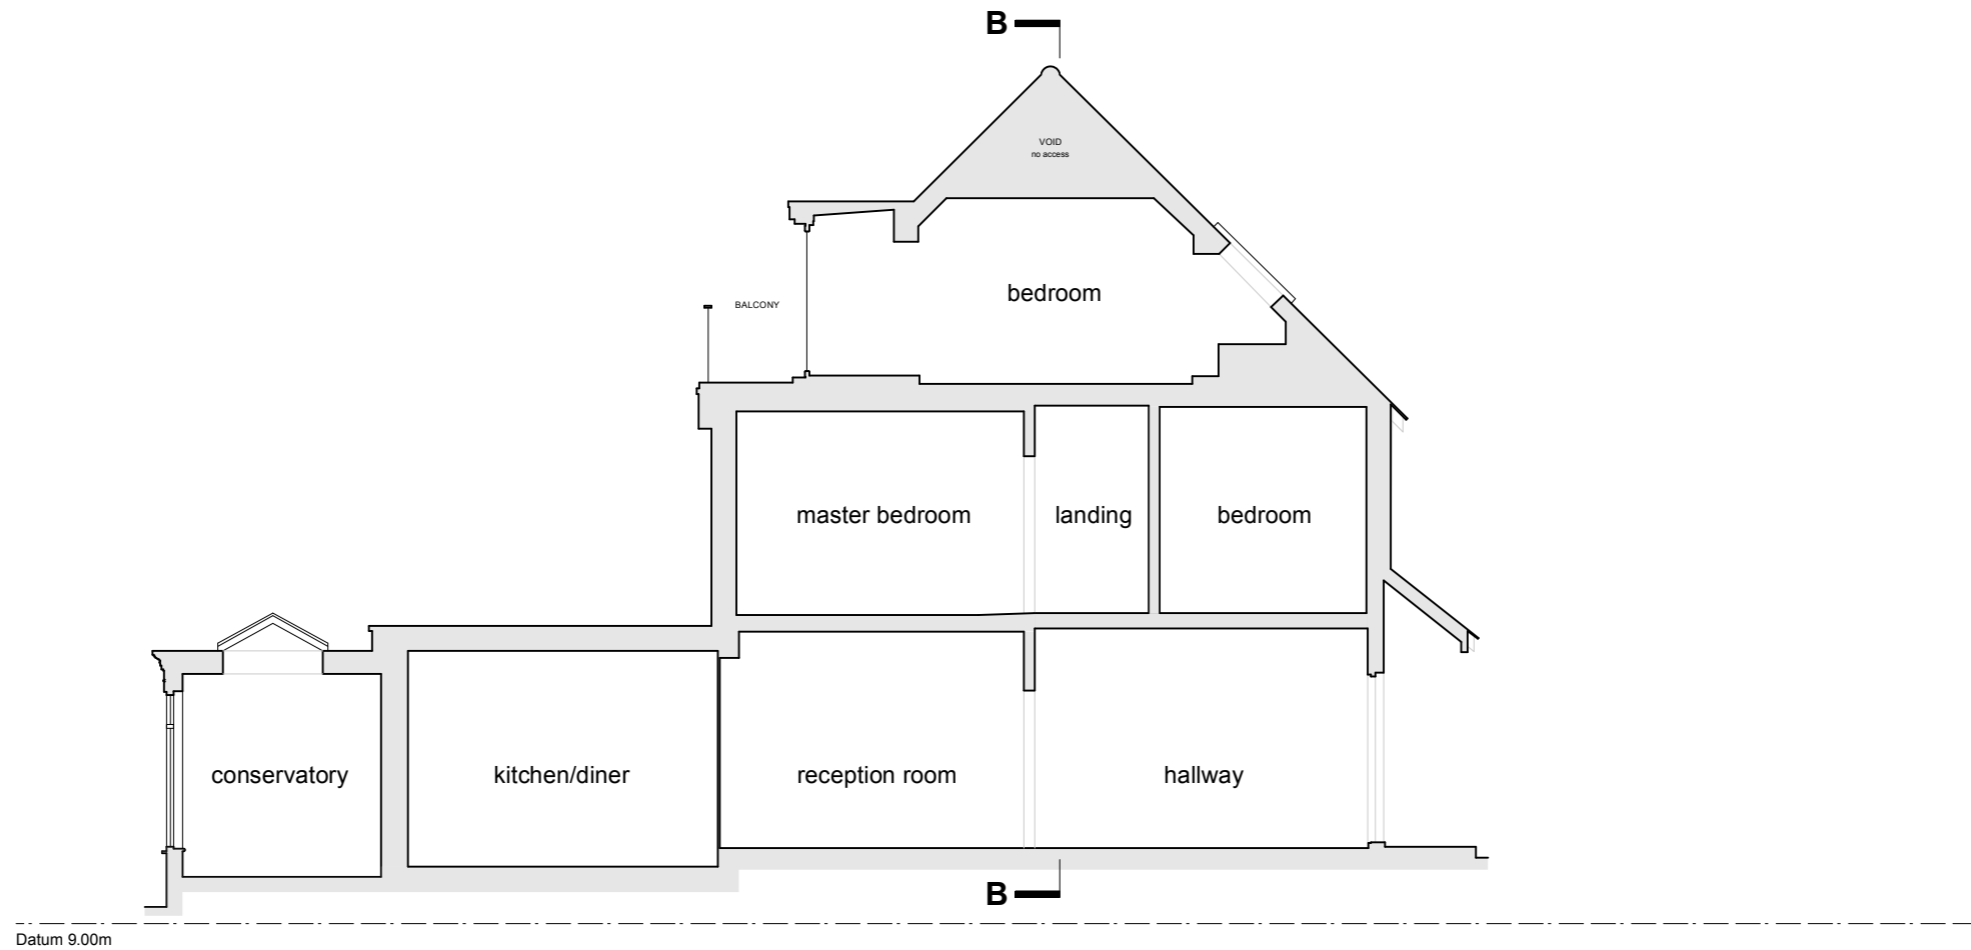 B
VOID
no access
bedroom
BALCONY
master bedroom
landing
bedroom
conservatory
kitchen/diner
reception room
hallway
B
Datum 9.00m